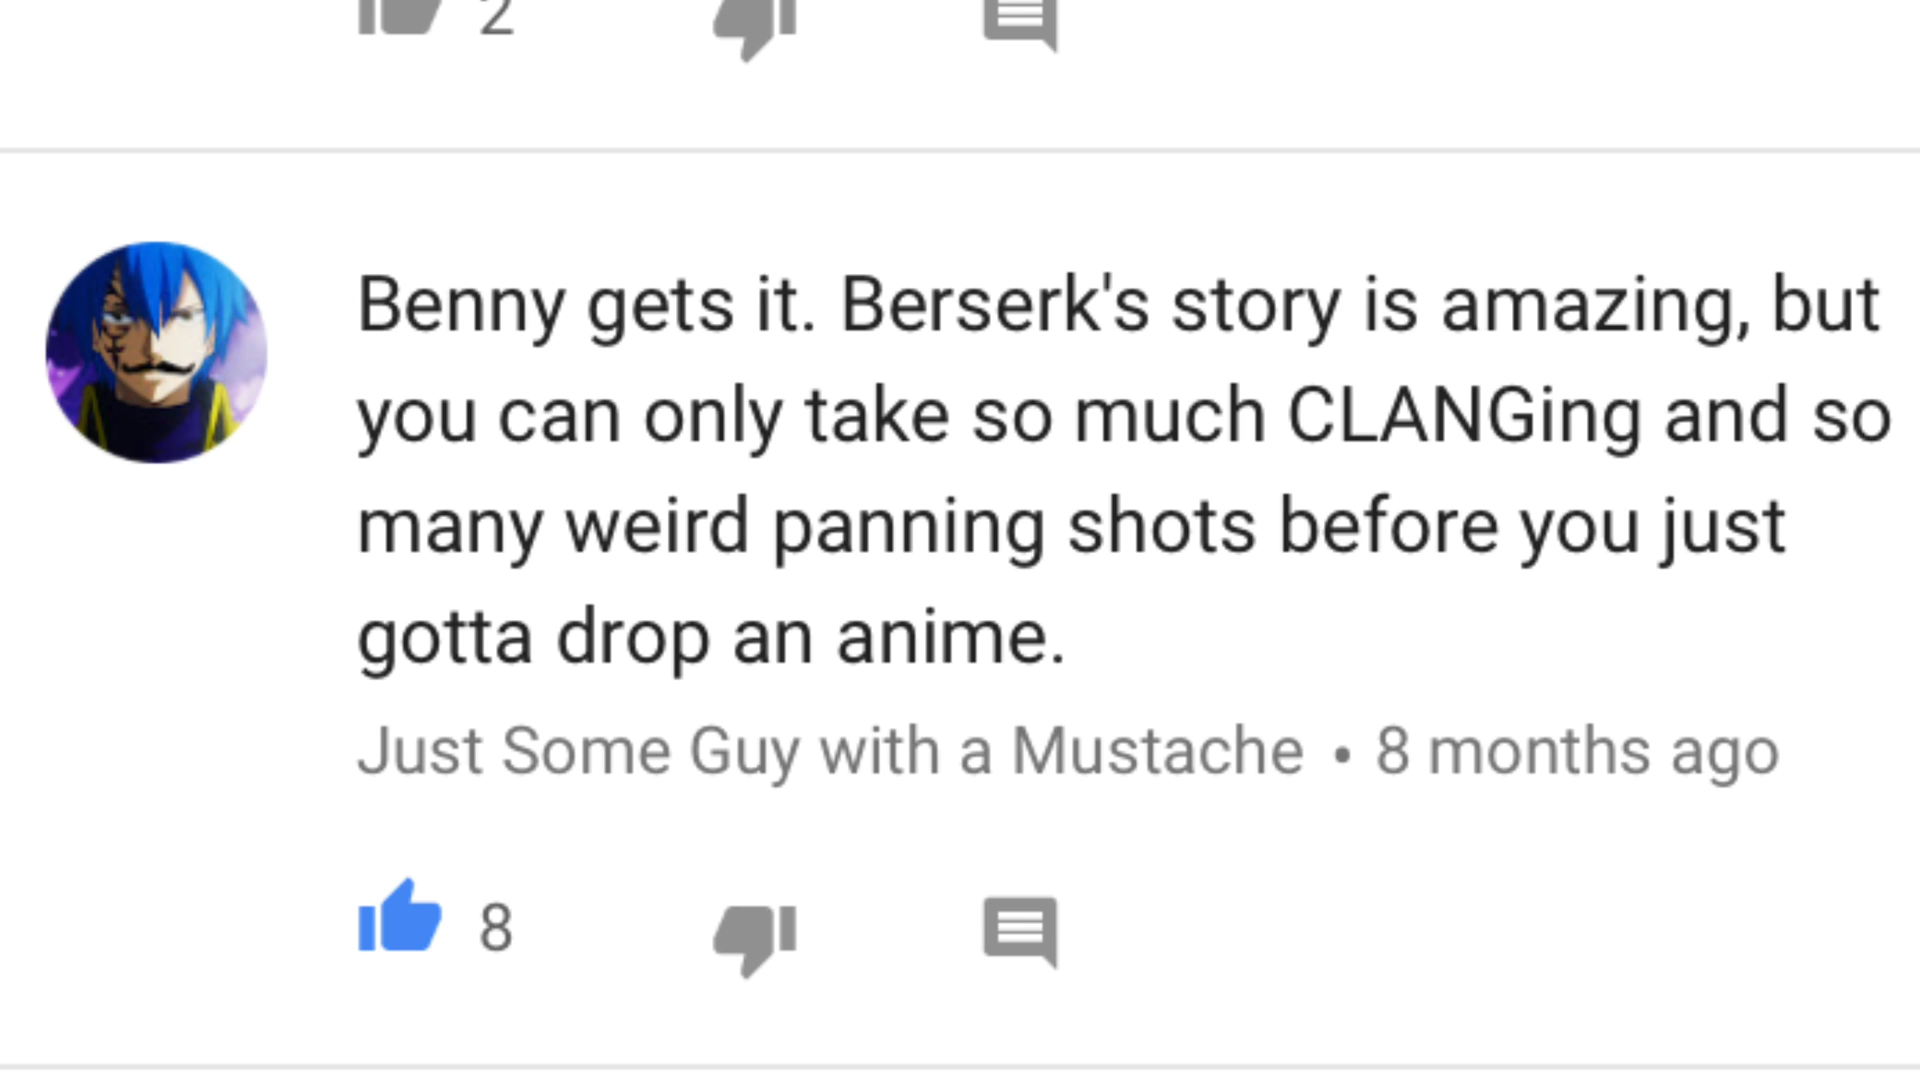 2
Benny gets it. Berserk's story is amazing, but
you can only take so much CLANGing and so
many weird panning shots before you just
gotta drop an anime.
Just Some Guy with a Mustache • 8 months ago
8